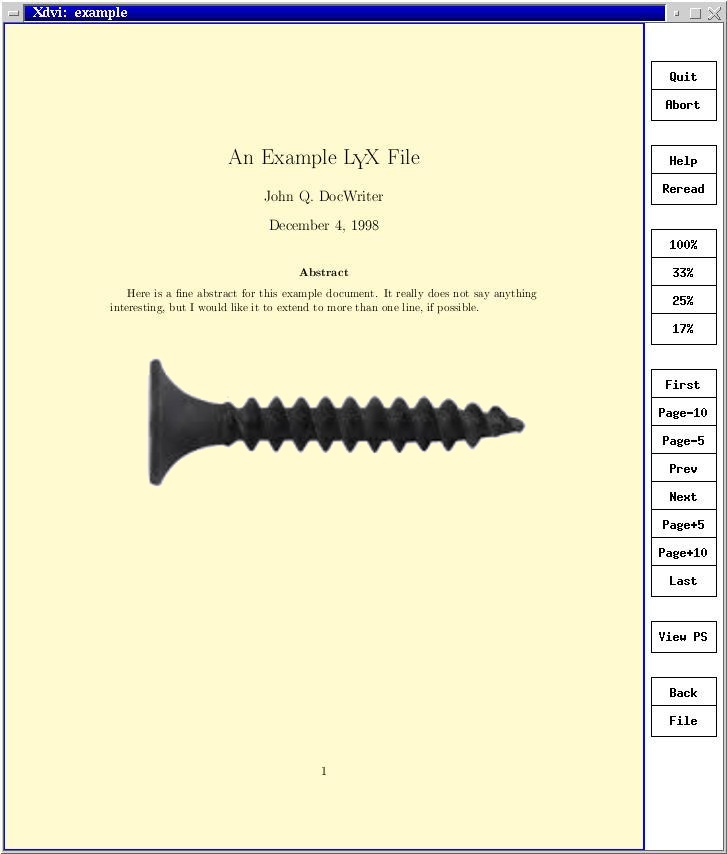 Xdvi: example
An Example LYX File
John Q. DocWriter
December 4, 1998
Abstract
Here is a fine abstract for this example document. It really does not say anything
interesting, but I would like it to extend to more than one line, if possible.
1
Quit
Abort
Help
Reread
100%
33%
25%
17%
First
Page-10
Page-5
Prev
Next
Page+5
Page+10
Last
View PS
Back
File